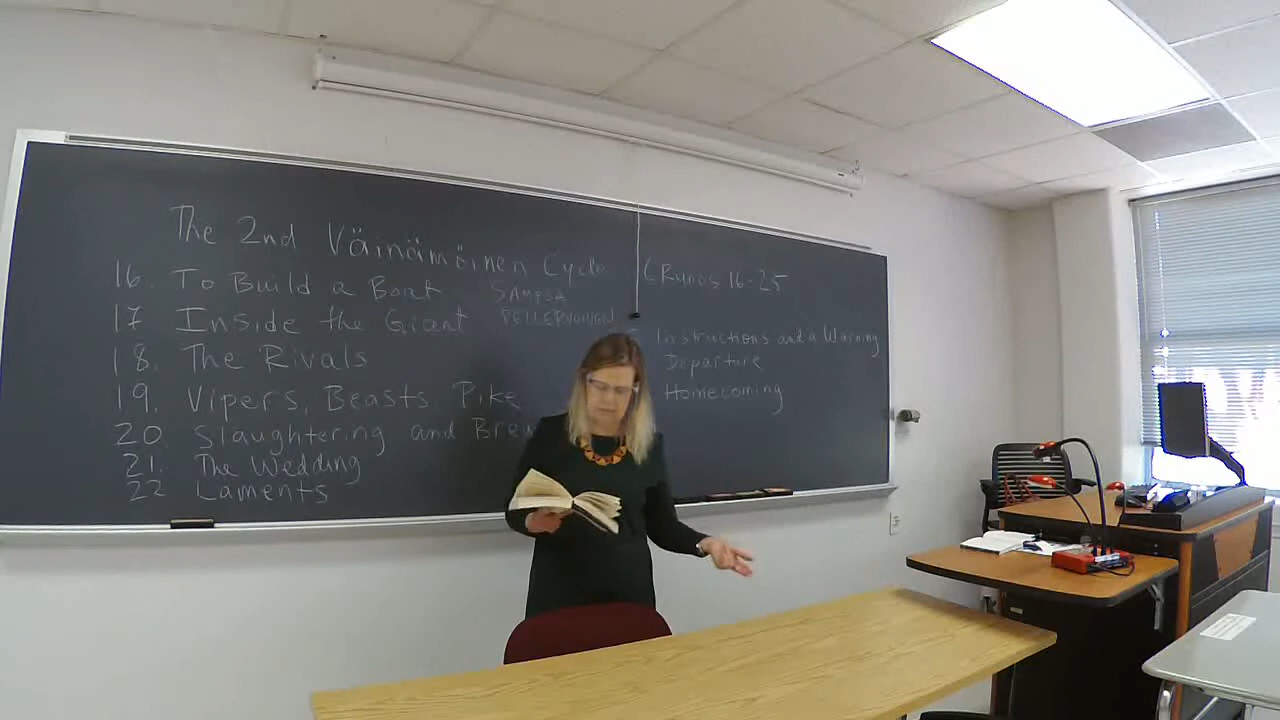 The 2nd Väinämöinen Cycle (Runos 16-25
16. To Build a Boat SAMPSA
17 Inside the Giant PELLERVOINEN
18. The Rivals
19. Vipers, Beasts, Pike
20. Slaughtering and
21. The Wedding
22 Laments
Instructions and a Warning
Departure
Homecoming